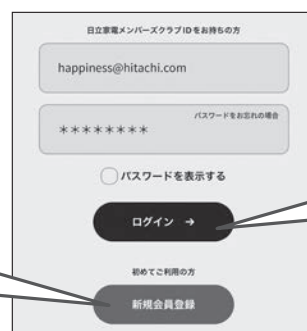 日立家電メンバーズクラブIDをお持ちの方
happiness@hitachi.com
パスワードをお忘れの場合
********
パスワードを表示する
ログイン →
初めてご利用の方
新規会員登録